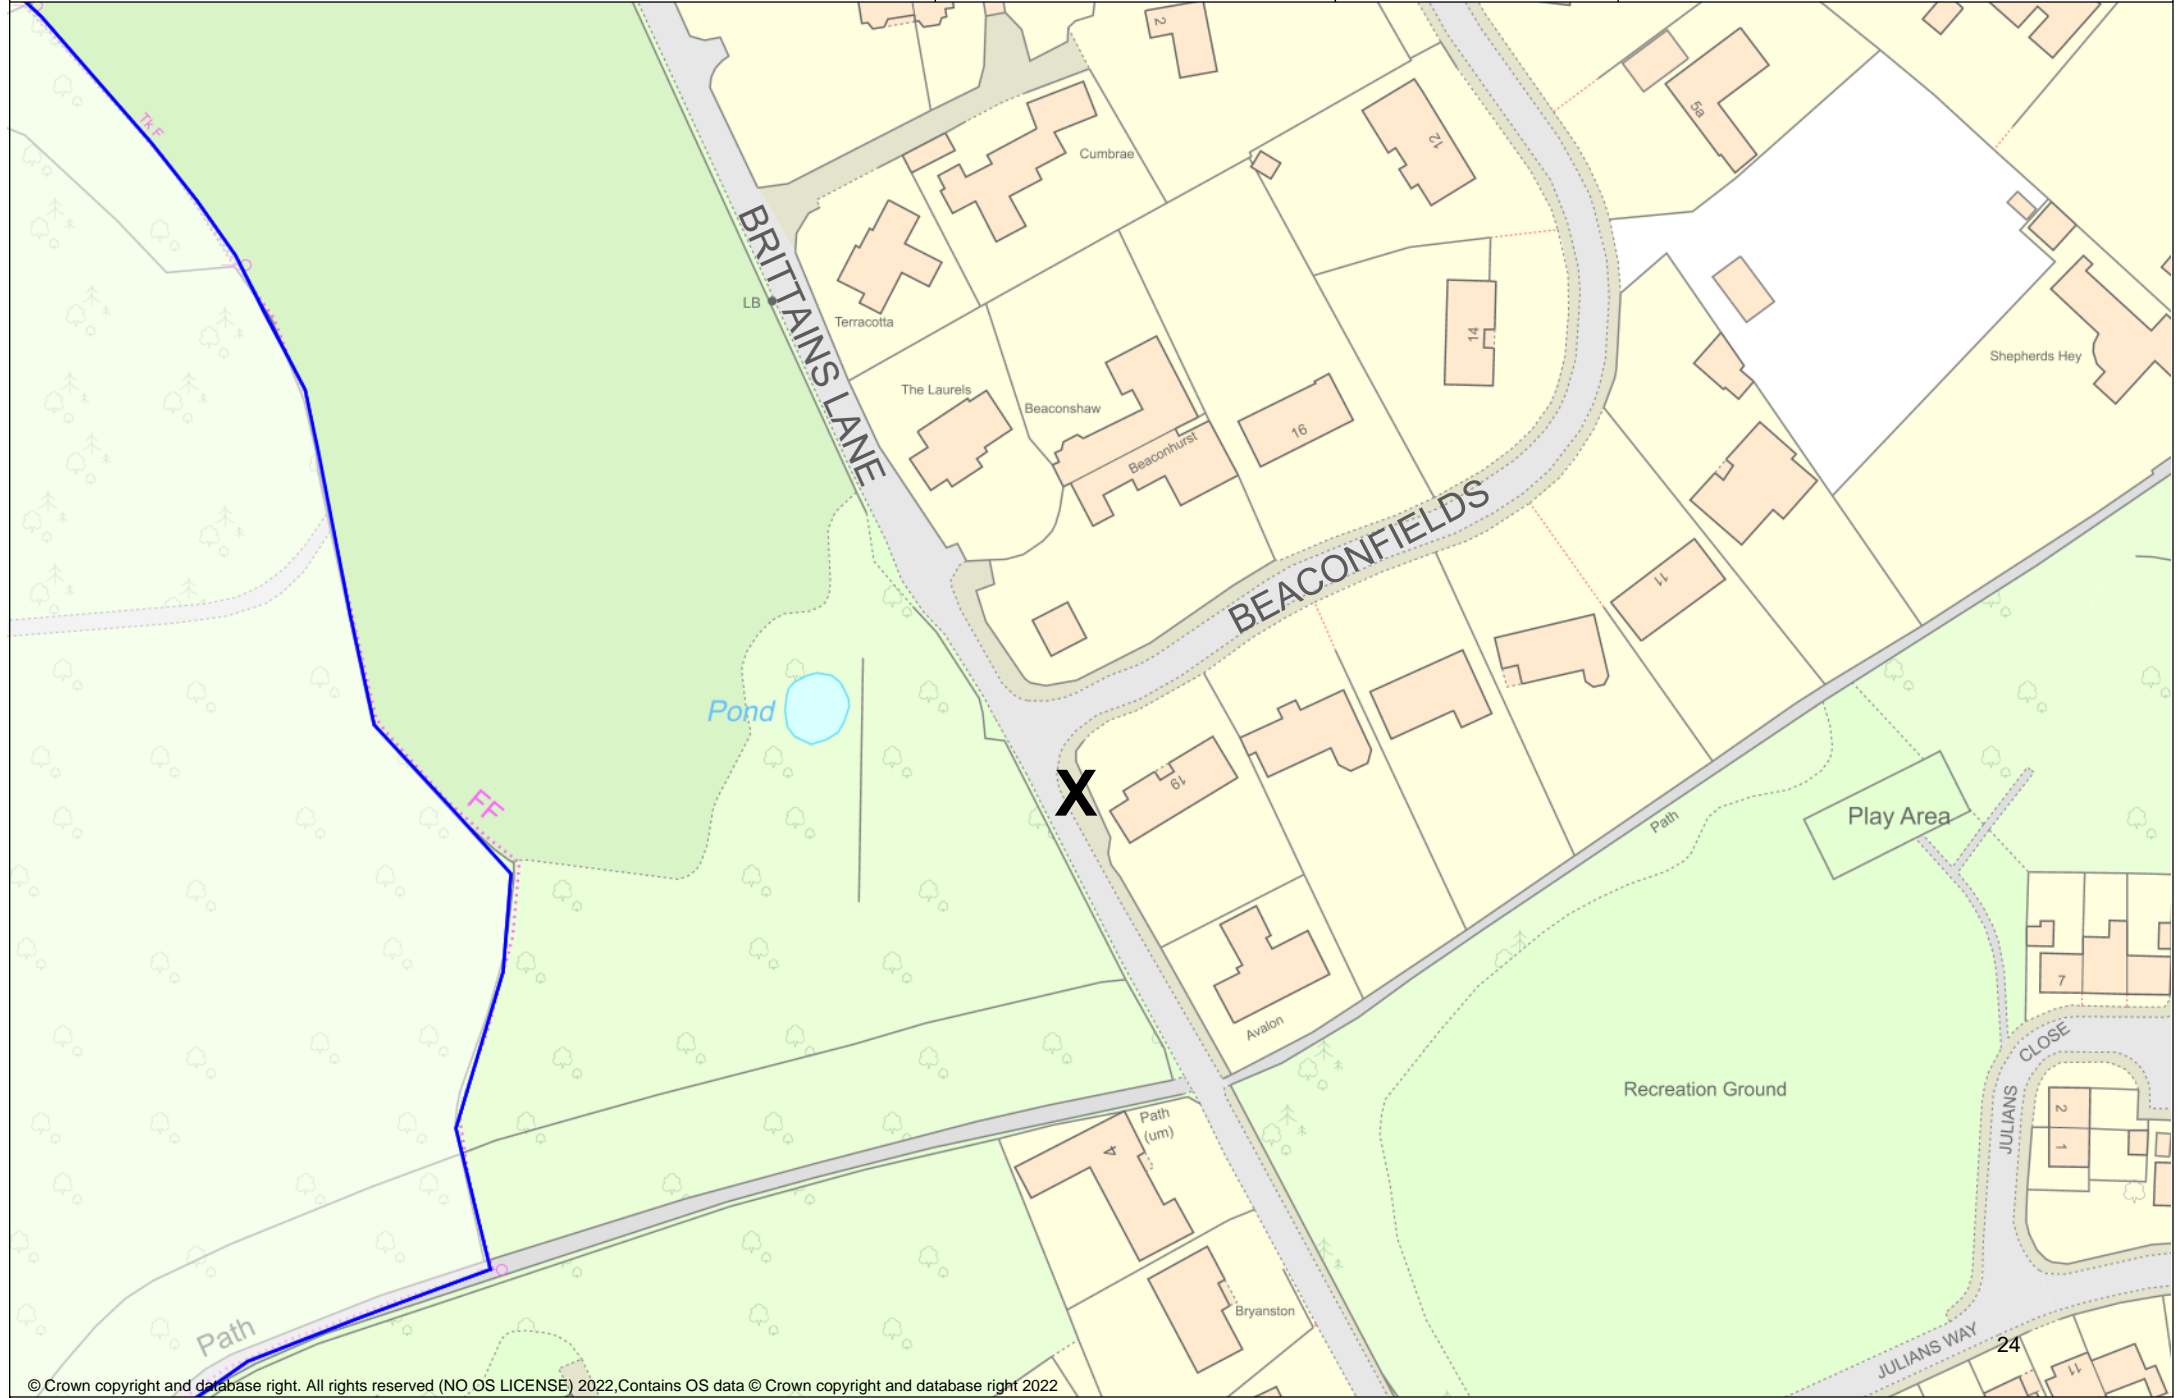 2
5a
Tk F
12
Cumbrae
BRITTAINS LANE
LB
Terracotta
14
Shepherds Hey
The Laurels
Beaconshaw
16
Beaconhurst
BEACONFIELDS
11
Pond
X
19
FF
Play Area
Path
7
Avalon
CLOSE
Recreation Ground
JULIANS
2
1
Path
(um)
4
Bryanston
Path
JULIANS WAY
24
11
© Crown copyright and database right. All rights reserved (NO OS LICENSE) 2022,Contains OS data © Crown copyright and database right 2022